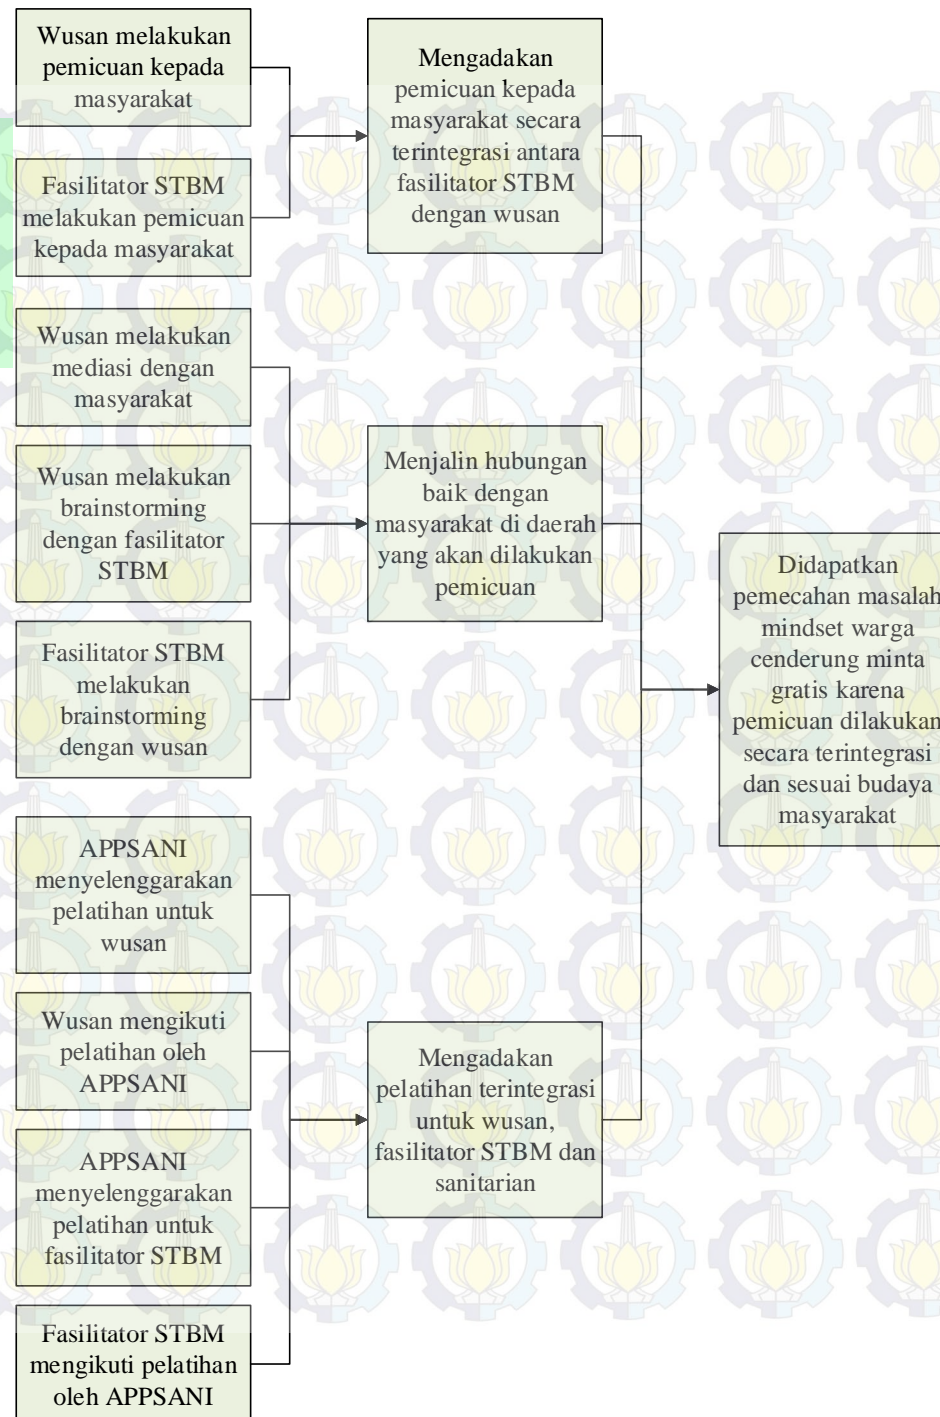 Wusan melakukan
pemicuan kepada
masyarakat
Fasilitator STBM
melakukan pemicuan
kepada masyarakat
Wusan melakukan
mediasi dengan
masyarakat
Wusan melakukan
brainstorming
dengan fasilitator
STBM
Fasilitator STBM
melakukan
brainstorming
dengan wusan
APPSANI
menyelenggarakan
pelatihan untuk
wusan
Wusan mengikuti
pelatihan oleh
APPSANI
APPSANI
menyelenggarakan
pelatihan untuk
fasilitator STBM
Fasilitator STBM
mengikuti pelatihan
oleh APPSANI
Mengadakan
pemicuan kepada
masyarakat secara
terintegrasi antara
fasilitator STBM
dengan wusan
Menjalin hubungan
baik dengan
masyarakat di daerah
yang akan dilakukan
pemicuan
Mengadakan
pelatihan terintegrasi
untuk wusan,
fasilitator STBM dan
sanitarian
Didapatkan
pemecahan masalah
mindset warga
cenderung minta
gratis karena
pemicuan dilakukan
secara terintegrasi
dan sesuai budaya
masyarakat